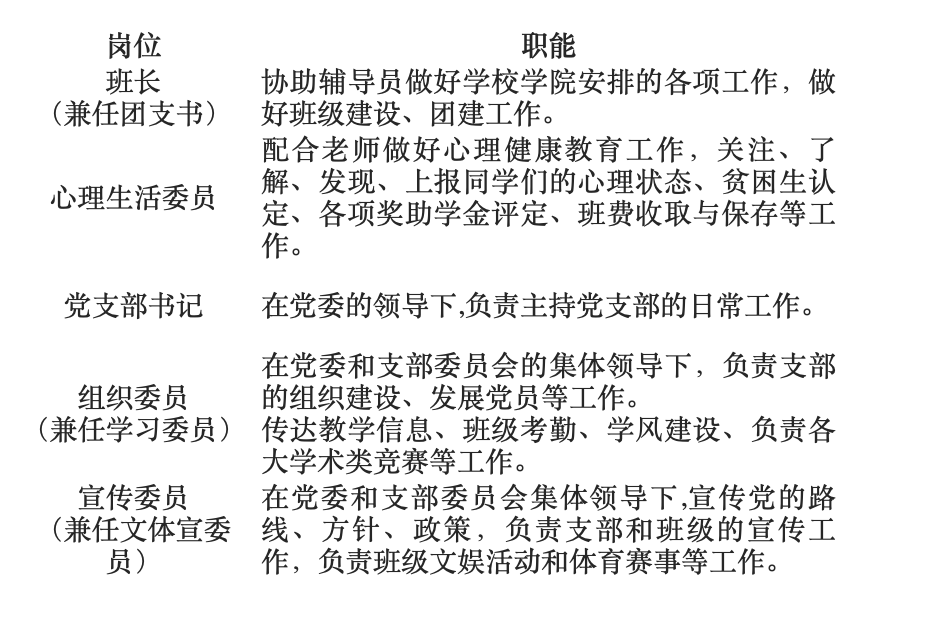 岗位 职能
班长
（兼任团支书）
协助辅导员做好学校学院安排的各项工作，做
好班级建设、团建工作。
心理生活委员
配合老师做好心理健康教育工作，关注、了
解、发现、上报同学们的心理状态、贫困生认
定、各项奖助学金评定、班费收取与保存等工
作。
党支部书记
在党委的领导下,负责主持党支部的日常工作。
组织委员
（兼任学习委员）
在党委和支部委员会的集体领导下，负责支部
的组织建设、发展党员等工作。
传达教学信息、班级考勤、学风建设、负责各
大学术类竞赛等工作。
宣传委员
（兼任文体宣委
员）
在党委和支部委员会集体领导下,宣传党的路
线、方针、政策，负责支部和班级的宣传工
作，负责班级文娱活动和体育赛事等工作。